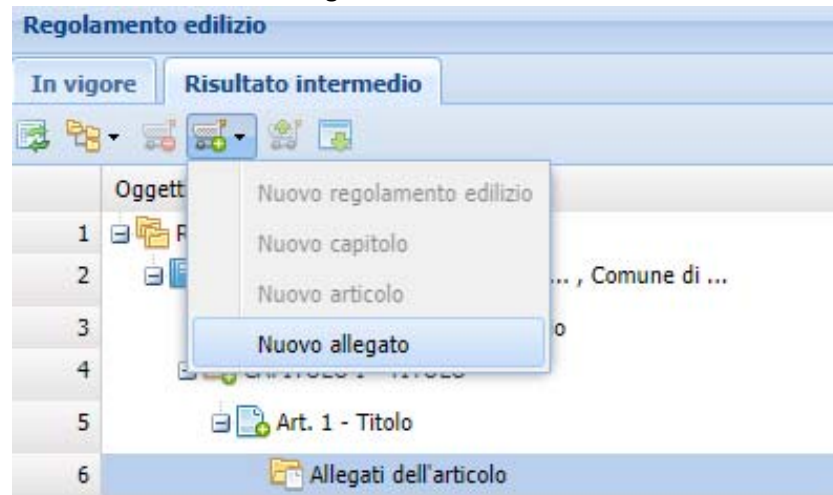 Regolamento edilizio
In vigore Risultato intermedio
Nuovo regolamento edilizio
Nuovo capitolo
Nuovo articolo
Nuovo allegato
1
2 ... , Comune di ...
3
4
5 Art. 1 - Titolo
6 Allegati dell'articolo